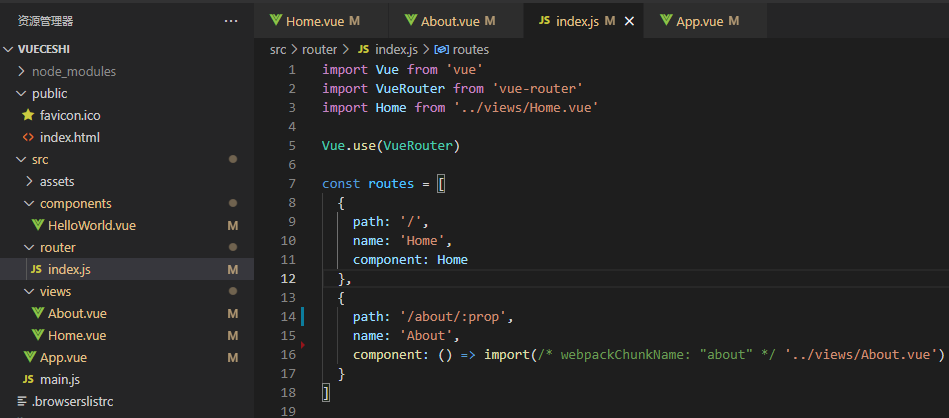 资源管理器
VUECESHI
node_modules
public
favicon.ico
index.html
src
assets
components
HelloWorld.vue M
router
JS index.js M
views
About.vue M
Home.vue M
App.vue M
JS main.js
.browserslistrc
Home.vue M About.vue M JS index.js M App.vue M
src > router > JS index.js > routes
1 import Vue from 'vue'
2 import VueRouter from 'vue-router'
3 import Home from '../views/Home.vue'
4
5 Vue.use(VueRouter)
6
7 const routes = [
8 {
9 path: '/',
10 name: 'Home',
11 component: Home
12 },
13 {
14 path: '/about/:prop',
15 name: 'About',
16 component: () => import(/* webpackChunkName: "about" */ '../views/About.vue')
17 }
18 ]
19